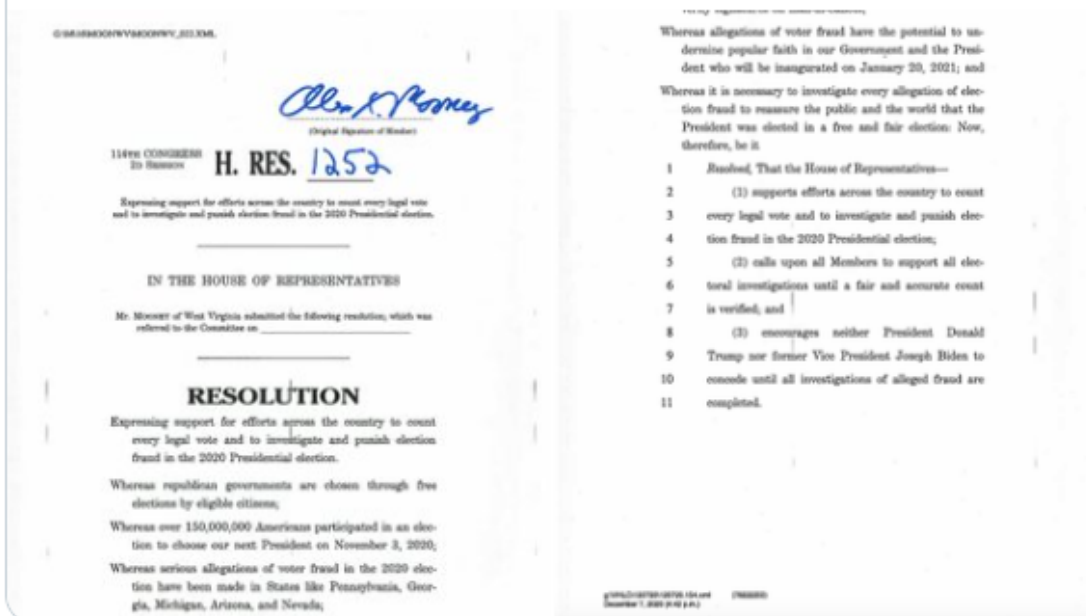 Alex X. Mooney
(Original Signature of Member)
116TH CONGRESS
2D SESSION
H. RES. 1252
Expressing support for efforts across the country to count every legal vote
and to investigate and punish election fraud in the 2020 Presidential election.
IN THE HOUSE OF REPRESENTATIVES
Mr. MOONEY of West Virginia submitted the following resolution; which was
referred to the Committee on
RESOLUTION
Expressing support for efforts across the country to count
every legal vote and to investigate and punish election
fraud in the 2020 Presidential election.
Whereas republican governments are chosen through free
elections by eligible citizens;
Whereas over 150,000,000 Americans participated in an elec-
tion to choose our next President on November 3, 2020;
Whereas serious allegations of voter fraud in the 2020 elec-
tion have been made in States like Pennsylvania, Geor-
gia, Michigan, Arizona, and Nevada;
Whereas allegations of voter fraud have the potential to un-
dermine popular faith in our Government and the Presi-
dent who will be inaugurated on January 20, 2021; and
Whereas it is necessary to investigate every allegation of elec-
tion fraud to reassure the public and the world that the
President was elected in a free and fair election: Now,
therefore, be it
1 Resolved, That the House of Representatives—
2 (1) supports efforts across the country to count
3 every legal vote and to investigate and punish elec-
4 tion fraud in the 2020 Presidential election;
5 (2) calls upon all Members to support all elec-
6 toral investigations until a fair and accurate count
7 is verified; and
8 (3) encourages neither President Donald
9 Trump nor former Vice President Joseph Biden to
10 concede until all investigations of alleged fraud are
11 completed.
December 7, 2020